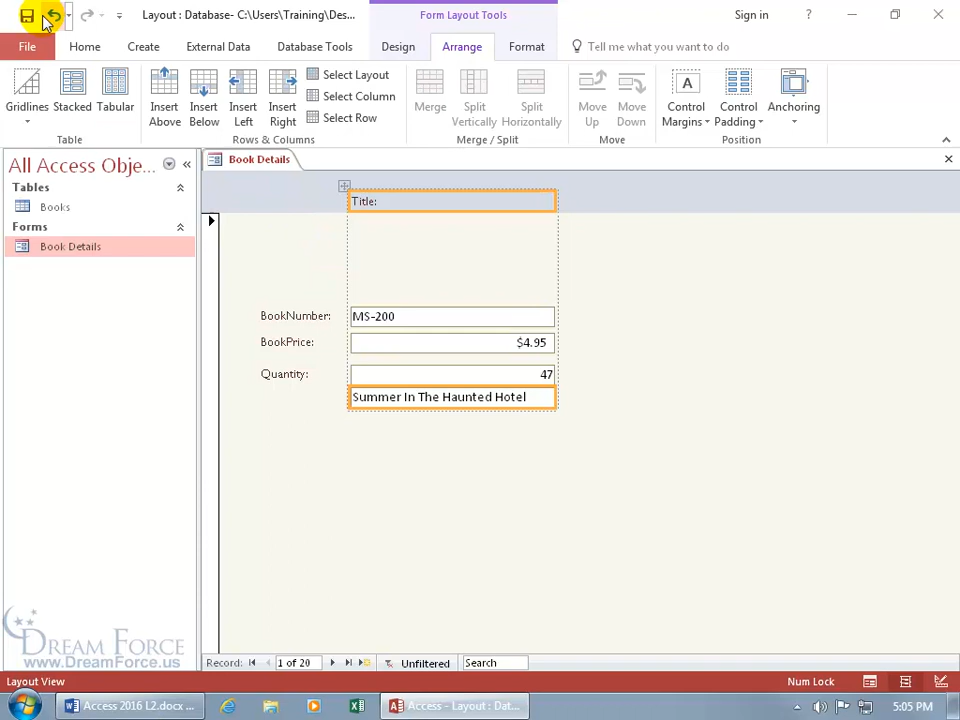 Layout : Database- C:\Users\Training\Des...
Form Layout Tools
Sign in
?
File
Home
Create
External Data
Database Tools
Design
Arrange
Format
Tell me what you want to do
Gridlines
Stacked
Tabular
Insert Above
Insert Below
Insert Left
Insert Right
Select Layout
Select Column
Select Row
Merge
Split Vertically
Split Horizontally
Move Up
Move Down
Control Margins
Control Padding
Anchoring
Table
Rows & Columns
Merge / Split
Move
Position
All Access Obje...
Tables
Books
Forms
Book Details
Book Details
Title:
BookNumber:
MS-200
BookPrice:
$4.95
Quantity:
47
Summer In The Haunted Hotel
DREAM FORCE
www.DreamForce.us
Record:
1 of 20
Unfiltered
Search
Layout View
Num Lock
Access 2016 L2.docx ...
Access - Layout : Dat...
5:05 PM